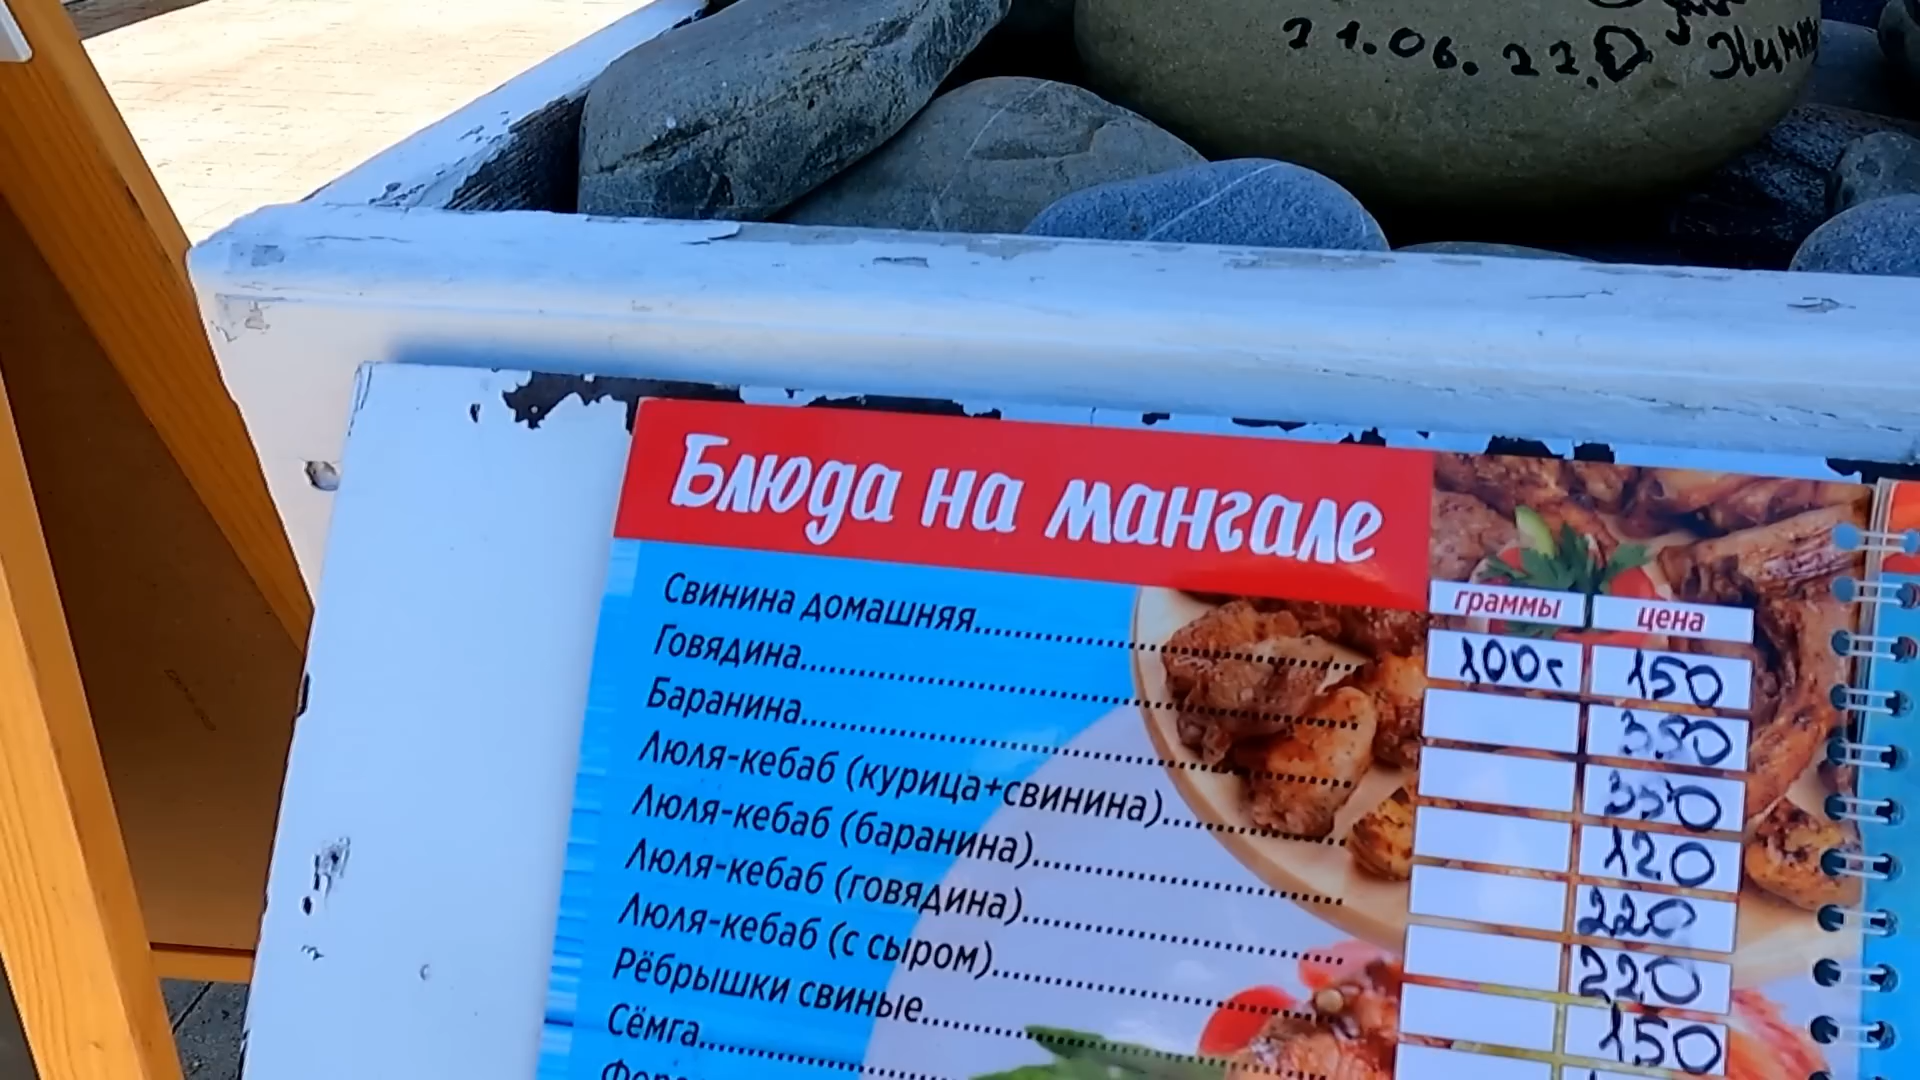 21.06.22
Блюда на мангале
граммы цена
Свинина домашняя 100г 150
Говядина 350
Баранина 350
Люля-кебаб (курица+свинина) 120
Люля-кебаб (баранина) 220
Люля-кебаб (говядина) 220
Люля-кебаб (с сыром) 150
Рёбрышки свиные
Сёмга